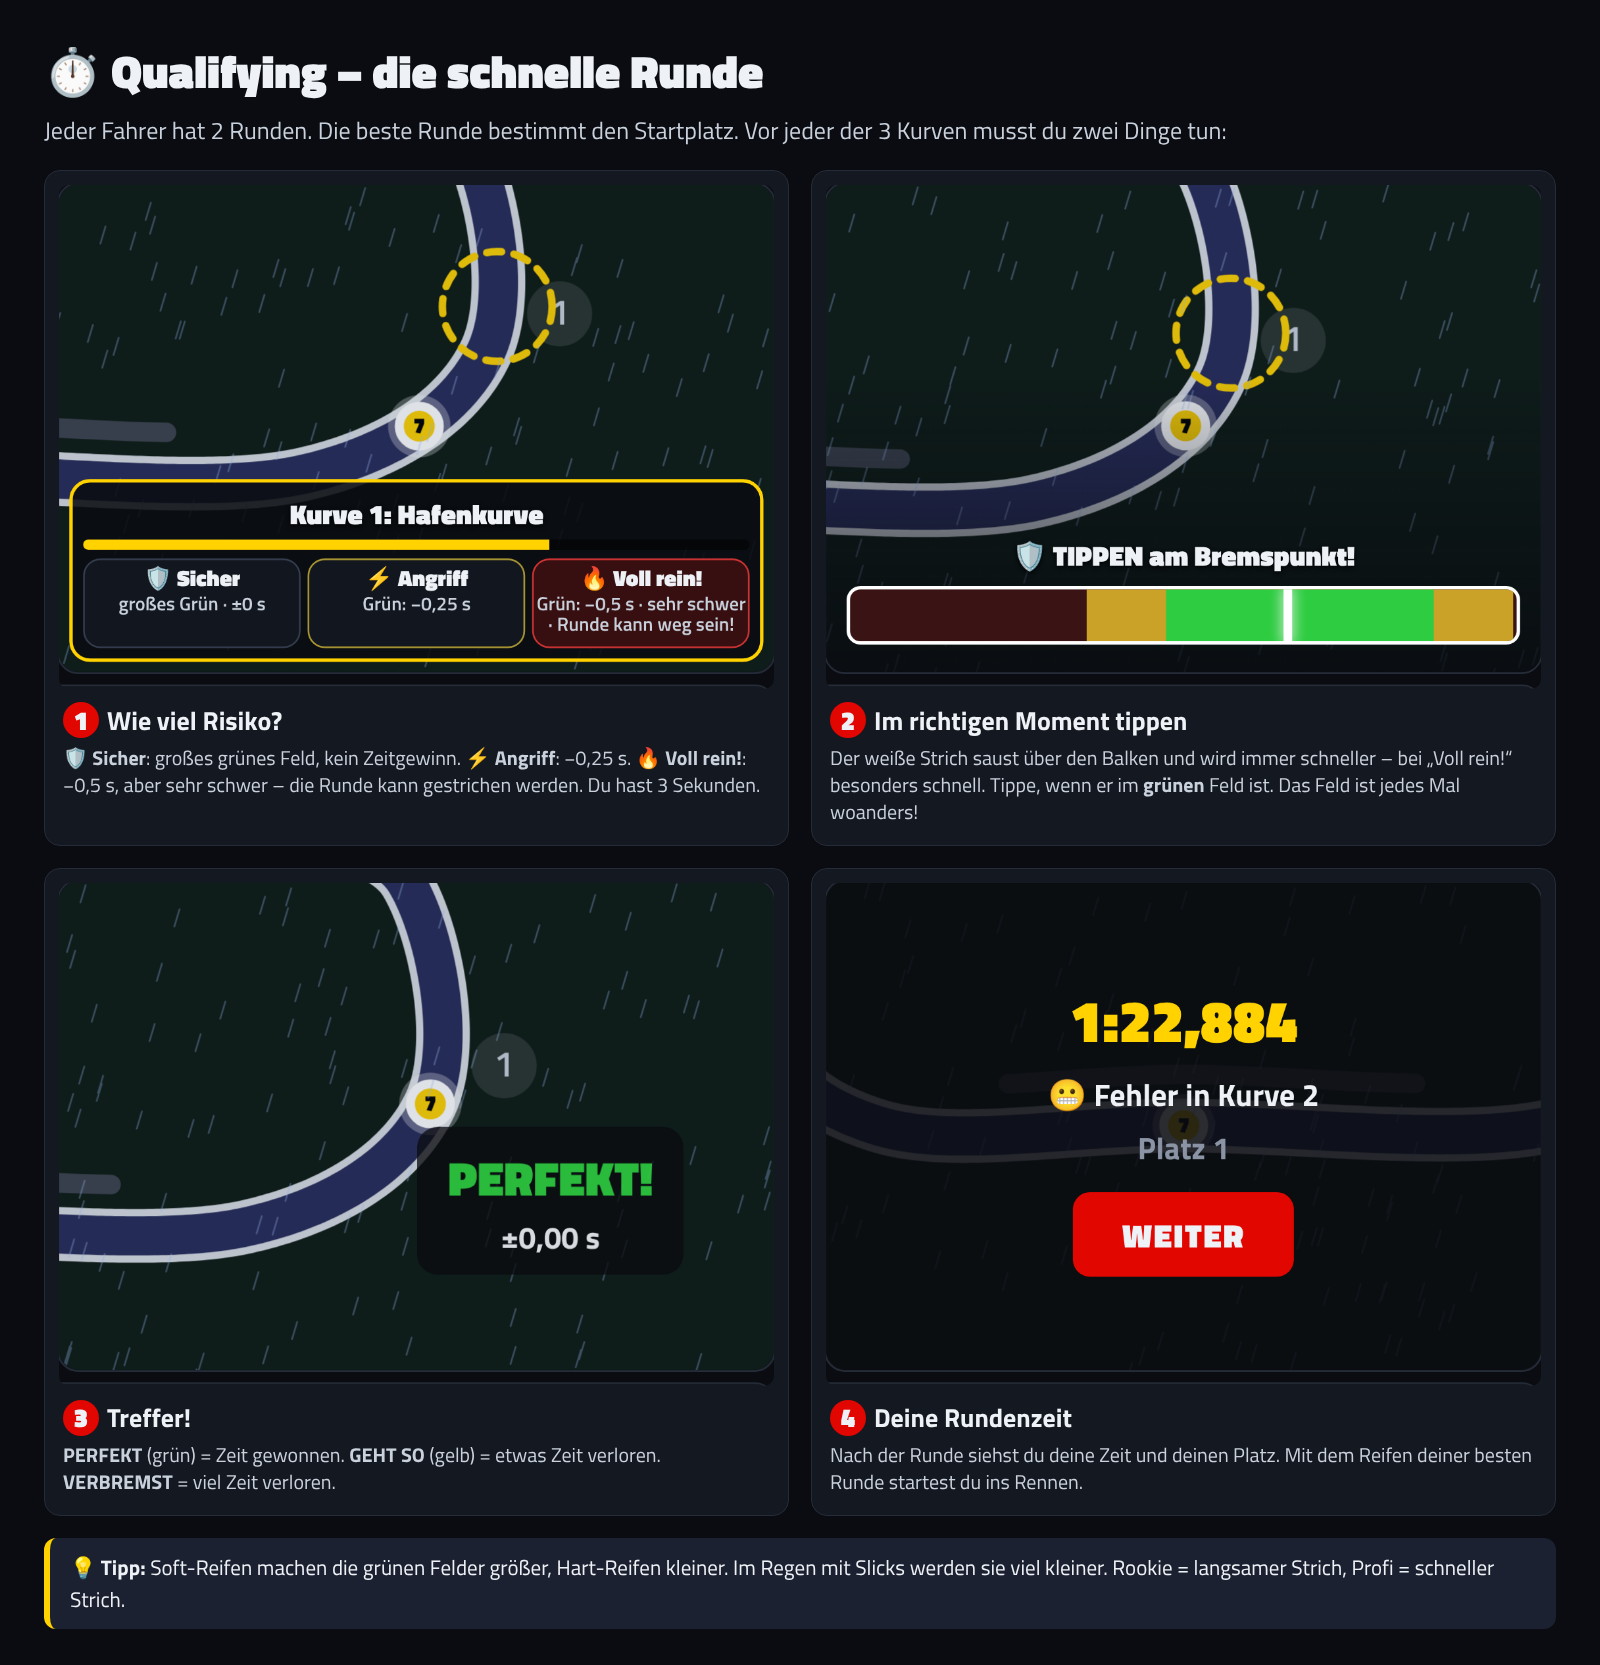 ⏱️ Qualifying – die schnelle Runde
Jeder Fahrer hat 2 Runden. Die beste Runde bestimmt den Startplatz. Vor jeder der 3 Kurven musst du zwei Dinge tun:
1
7
Kurve 1: Hafenkurve
🛡️ Sicher
großes Grün · ±0 s
⚡ Angriff
Grün: −0,25 s
🔥 Voll rein!
Grün: −0,5 s · sehr schwer
· Runde kann weg sein!
1 Wie viel Risiko?
🛡️ Sicher: großes grünes Feld, kein Zeitgewinn. ⚡ Angriff: −0,25 s. 🔥 Voll rein!:
−0,5 s, aber sehr schwer – die Runde kann gestrichen werden. Du hast 3 Sekunden.
1
7
🛡️ TIPPEN am Bremspunkt!
2 Im richtigen Moment tippen
Der weiße Strich saust über den Balken und wird immer schneller – bei „Voll rein!“
besonders schnell. Tippe, wenn er im grünen Feld ist. Das Feld ist jedes Mal
woanders!
1
7
PERFEKT!
±0,00 s
3 Treffer!
PERFEKT (grün) = Zeit gewonnen. GEHT SO (gelb) = etwas Zeit verloren.
VERBREMST = viel Zeit verloren.
1:22,884
😬 Fehler in Kurve 2
7
Platz 1
WEITER
4 Deine Rundenzeit
Nach der Runde siehst du deine Zeit und deinen Platz. Mit dem Reifen deiner besten
Runde startest du ins Rennen.
💡 Tipp: Soft-Reifen machen die grünen Felder größer, Hart-Reifen kleiner. Im Regen mit Slicks werden sie viel kleiner. Rookie = langsamer Strich, Profi = schneller
Strich.